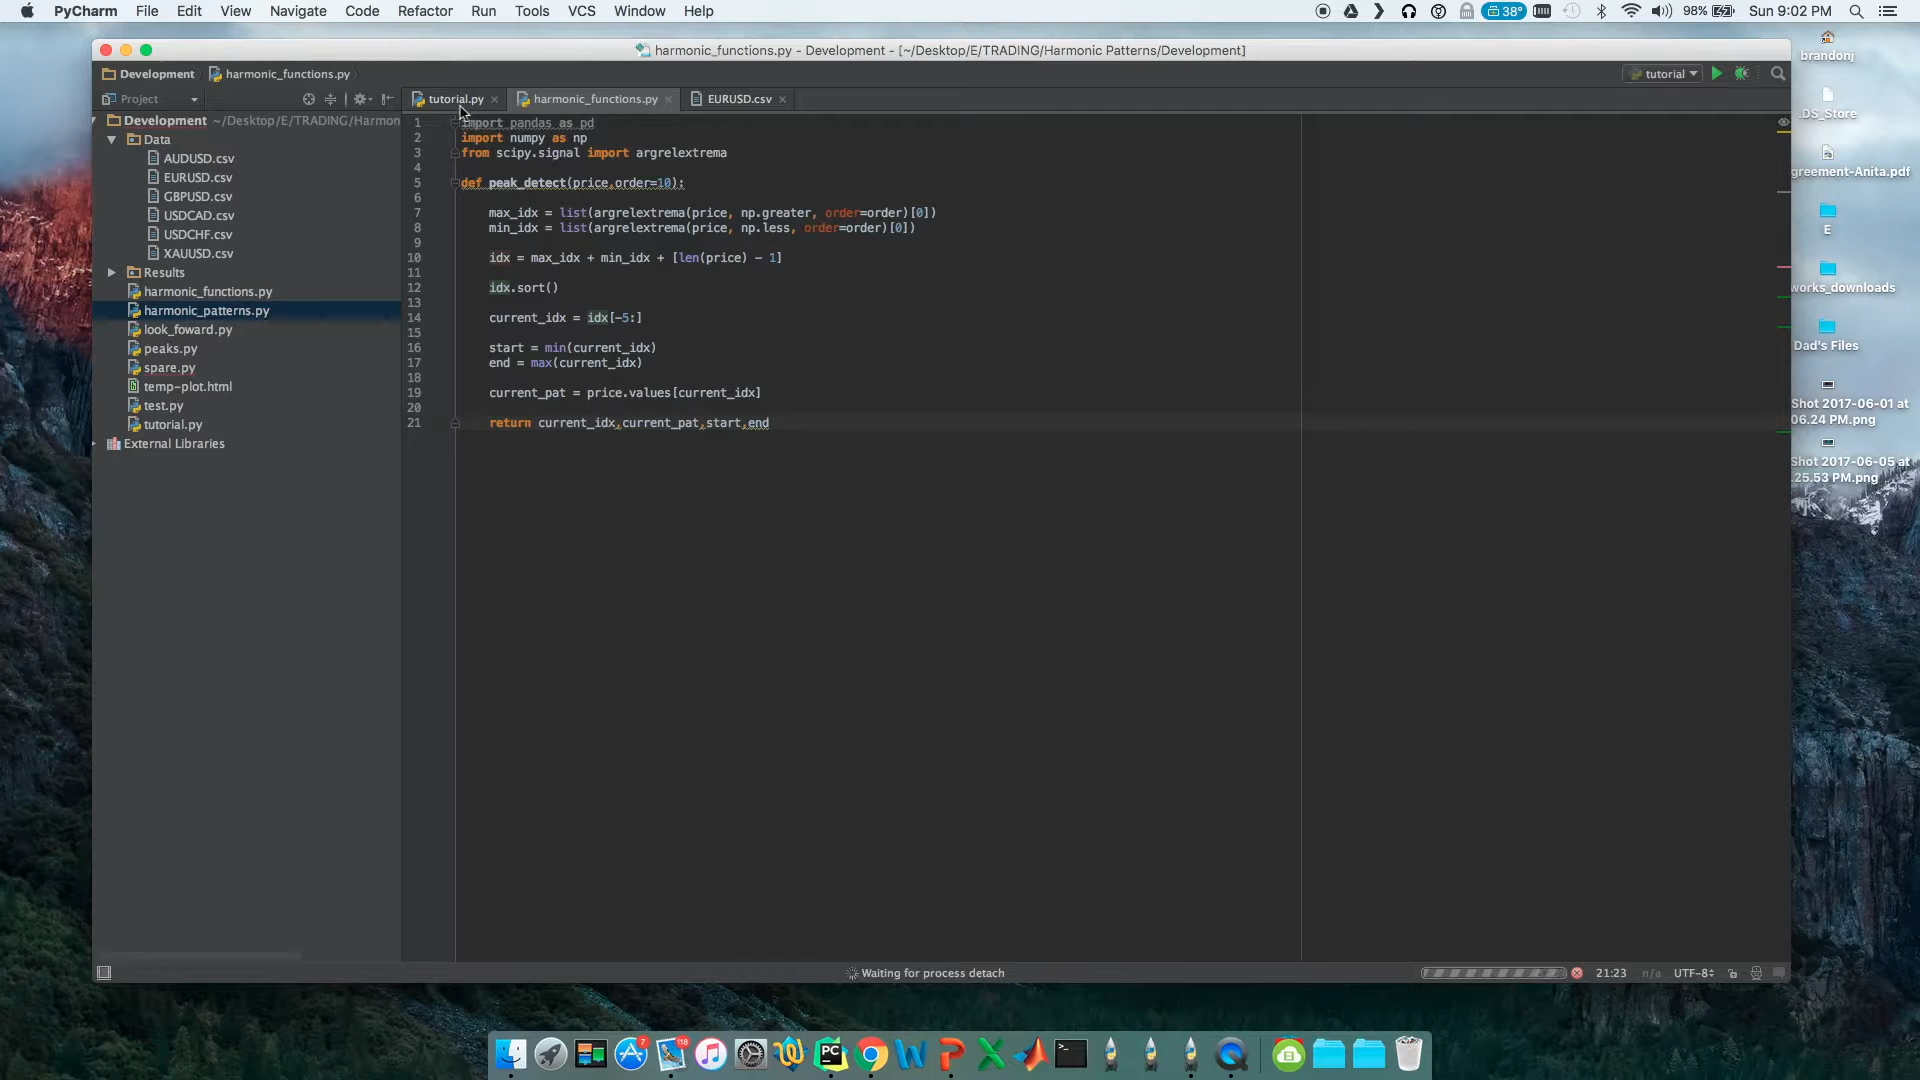 PyCharm File Edit View Navigate Code Refactor Run Tools VCS Window Help
38° 98% Sun 9:02 PM
harmonic_functions.py - Development - [~/Desktop/E/TRADING/Harmonic Patterns/Development]
Development harmonic_functions.py
tutorial
Project
tutorial.py harmonic_functions.py EURUSD.csv
Development ~/Desktop/E/TRADING/Harmon
Data
AUDUSD.csv
EURUSD.csv
GBPUSD.csv
USDCAD.csv
USDCHF.csv
XAUUSD.csv
Results
harmonic_functions.py
harmonic_patterns.py
look_foward.py
peaks.py
spare.py
temp-plot.html
test.py
tutorial.py
External Libraries
1 import pandas as pd
2 import numpy as np
3 from scipy.signal import argrelextrema
4
5 def peak_detect(price,order=10):
6
7 max_idx = list(argrelextrema(price, np.greater, order=order)[0])
8 min_idx = list(argrelextrema(price, np.less, order=order)[0])
9
10 idx = max_idx + min_idx + [len(price) - 1]
11
12 idx.sort()
13
14 current_idx = idx[-5:]
15
16 start = min(current_idx)
17 end = max(current_idx)
18
19 current_pat = price.values[current_idx]
20
21 return current_idx,current_pat,start,end
Waiting for process detach
21:23 n/a UTF-8
brandonj
.DS_Store
greement-Anita.pdf
E
works_downloads
Dad's Files
Shot 2017-06-01 at
06.24 PM.png
Shot 2017-06-05 at
.25.53 PM.png
7
118
PC